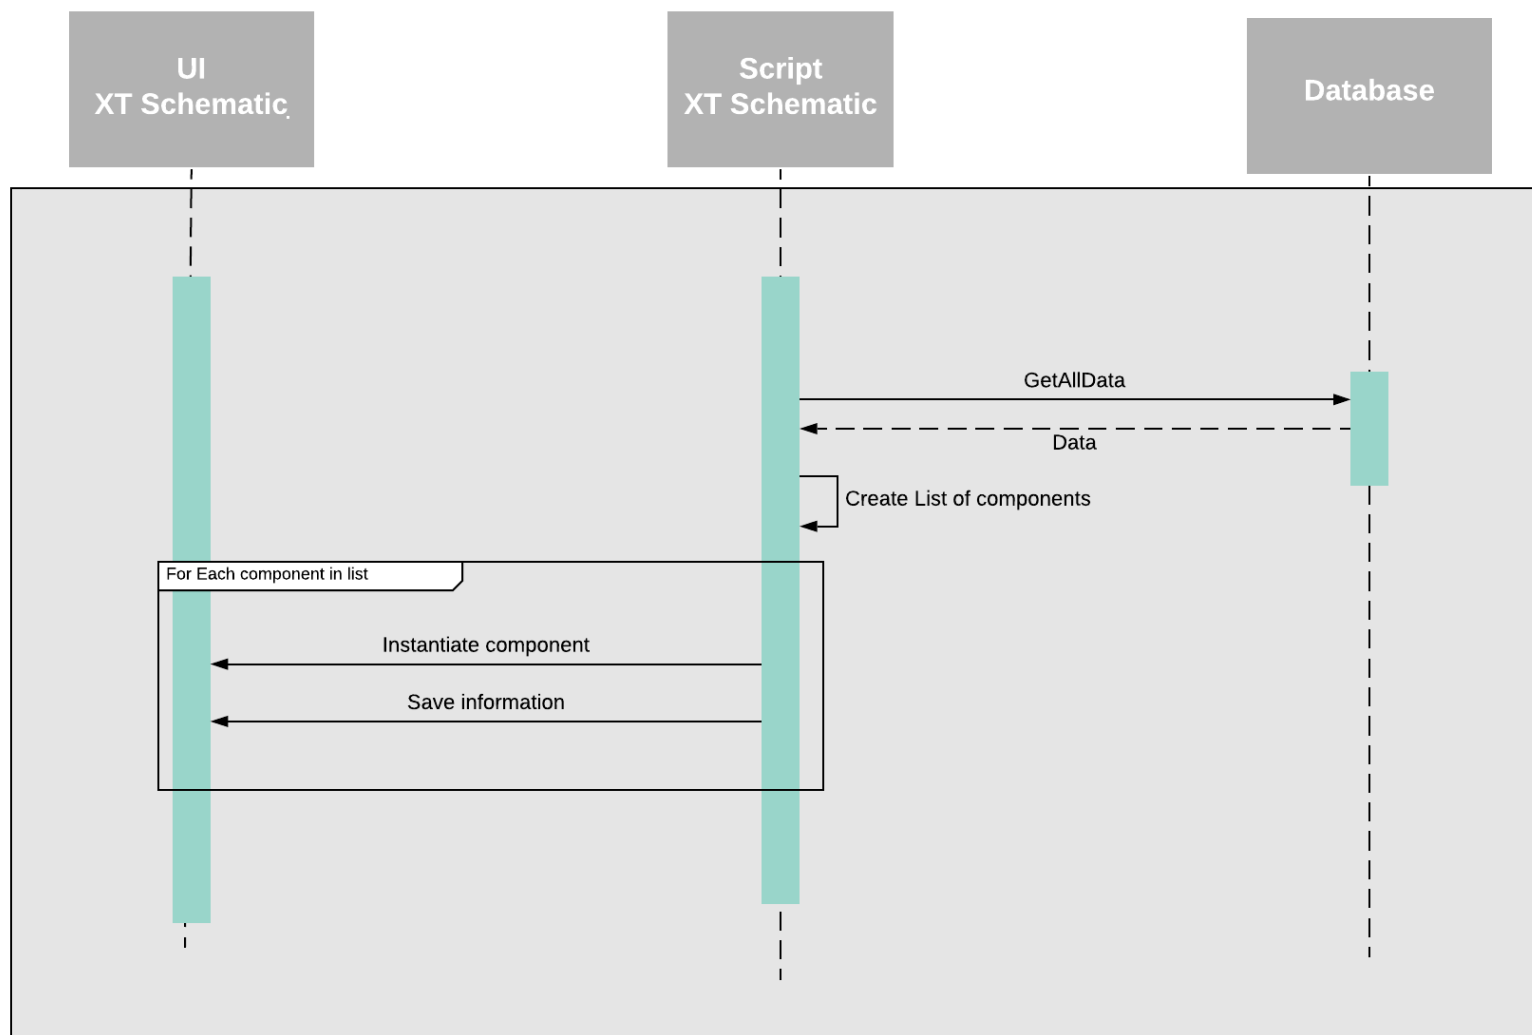 UI
XT Schematic.
Script
XT Schematic
Database
GetAllData
Data
Create List of components
For Each component in list
Instantiate component
Save information